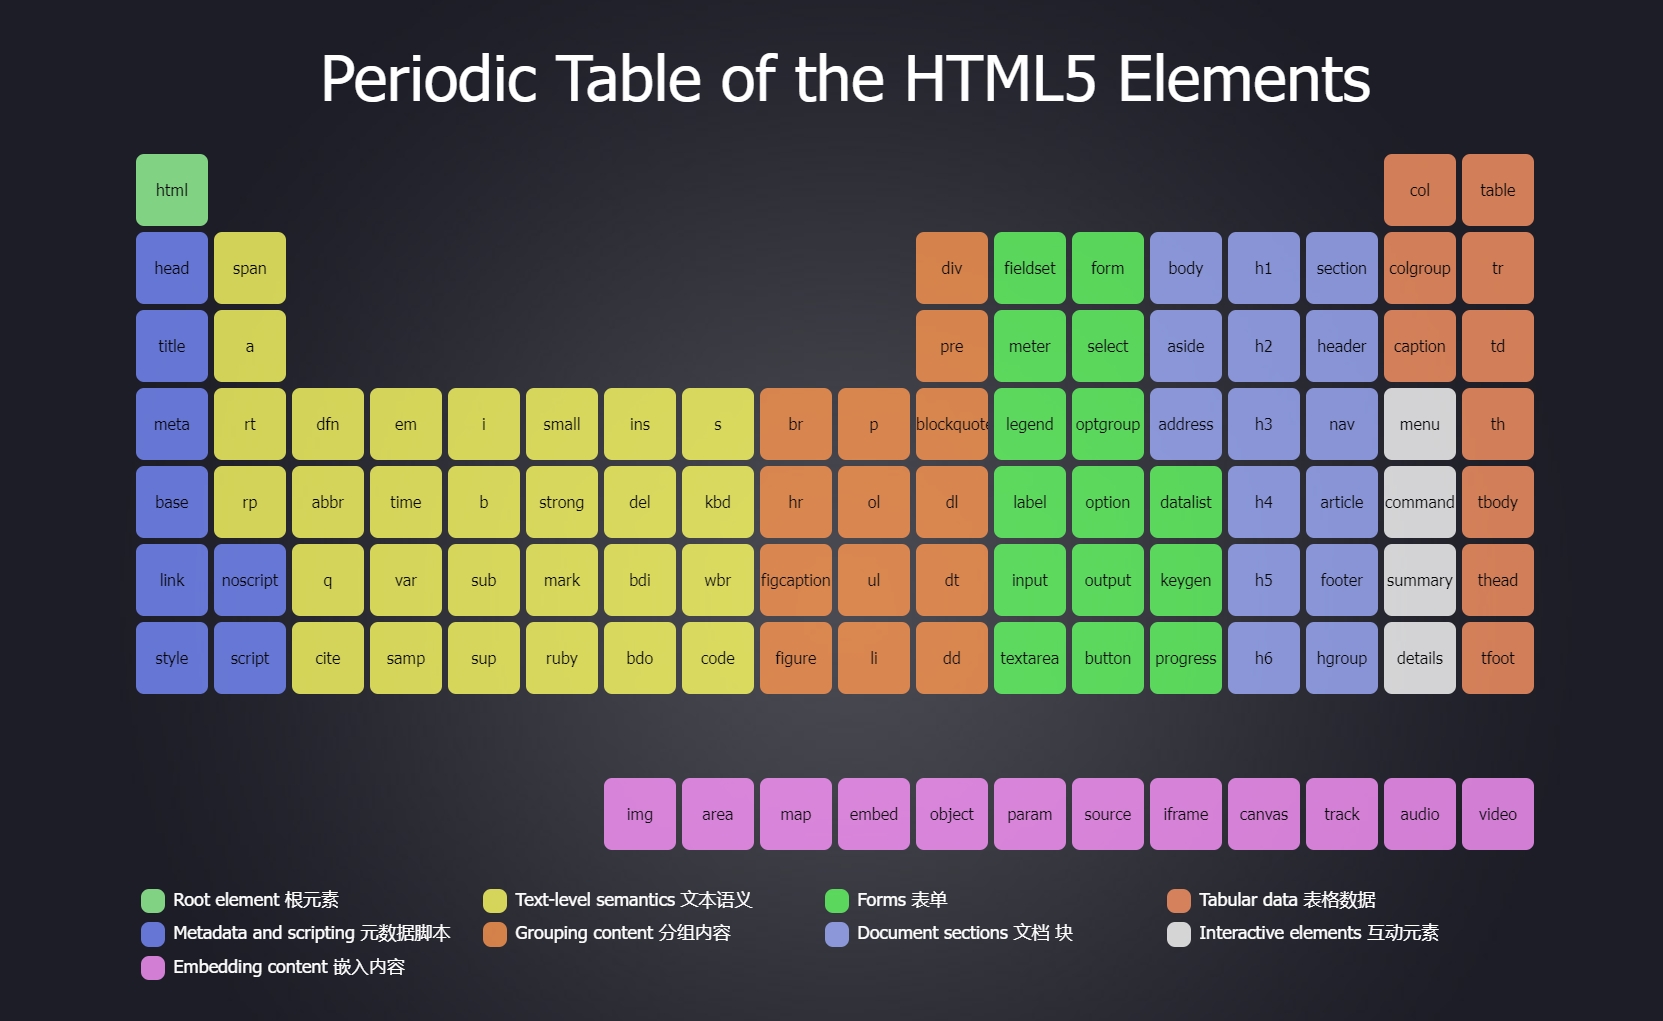 Periodic Table of the HTML5 Elements
html col table
head span div fieldset form body h1 section colgroup tr
title a pre meter select aside h2 header caption td
meta rt dfn em i small ins s br p blockquote legend optgroup address h3 nav menu th
base rp abbr time b strong del kbd hr ol dl label option datalist h4 article command tbody
link noscript q var sub mark bdi wbr figcaption ul dt input output keygen h5 footer summary thead
style script cite samp sup ruby bdo code figure li dd textarea button progress h6 hgroup details tfoot
img area map embed object param source iframe canvas track audio video
Root element 根元素 Text-level semantics 文本语义 Forms 表单 Tabular data 表格数据
Metadata and scripting 元数据脚本 Grouping content 分组内容 Document sections 文档 块 Interactive elements 互动元素
Embedding content 嵌入内容